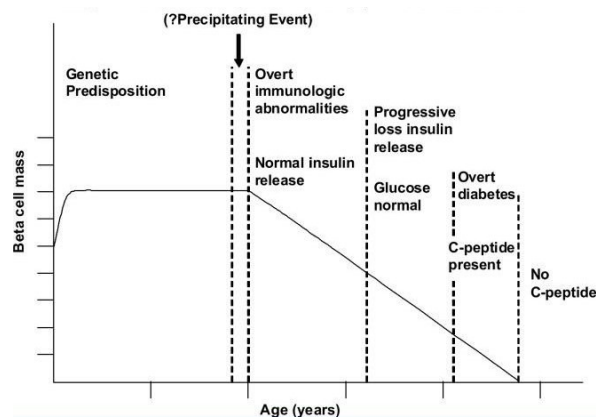 (?Precipitating Event)
Genetic
Predisposition
Overt
immunologic
abnormalities
Normal insulin
release
Progressive
loss insulin
release
Glucose
normal
Overt
diabetes
C-peptide
present
No
C-peptide
Beta cell mass
Age (years)